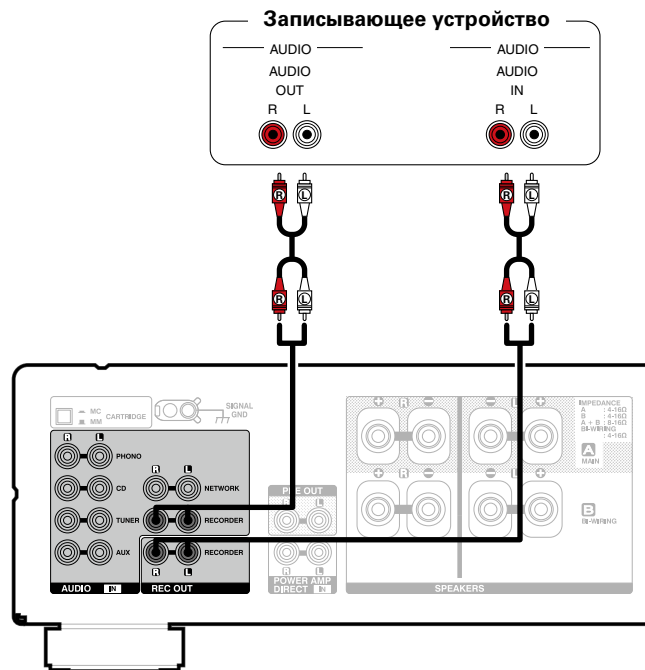 Записывающее устройство
AUDIO AUDIO
AUDIO AUDIO
OUT IN
R L R L
R L R L
R L R L
MC
MM
CARTRIDGE
SIGNAL
GND
R L
PHONO
CD
TUNER
AUX
AUDIO IN
R L
NETWORK
RECORDER
RECORDER
R L
REC OUT
PRE OUT
R L
R L
POWER AMP
DIRECT IN
+ R − − L +
+ R − − L +
SPEAKERS
IMPEDANCE
A : 4-16Ω
B : 4-16Ω
A + B : 8-16Ω
BI-WIRING
: 4-16Ω
A
MAIN
B
BI-WIRING